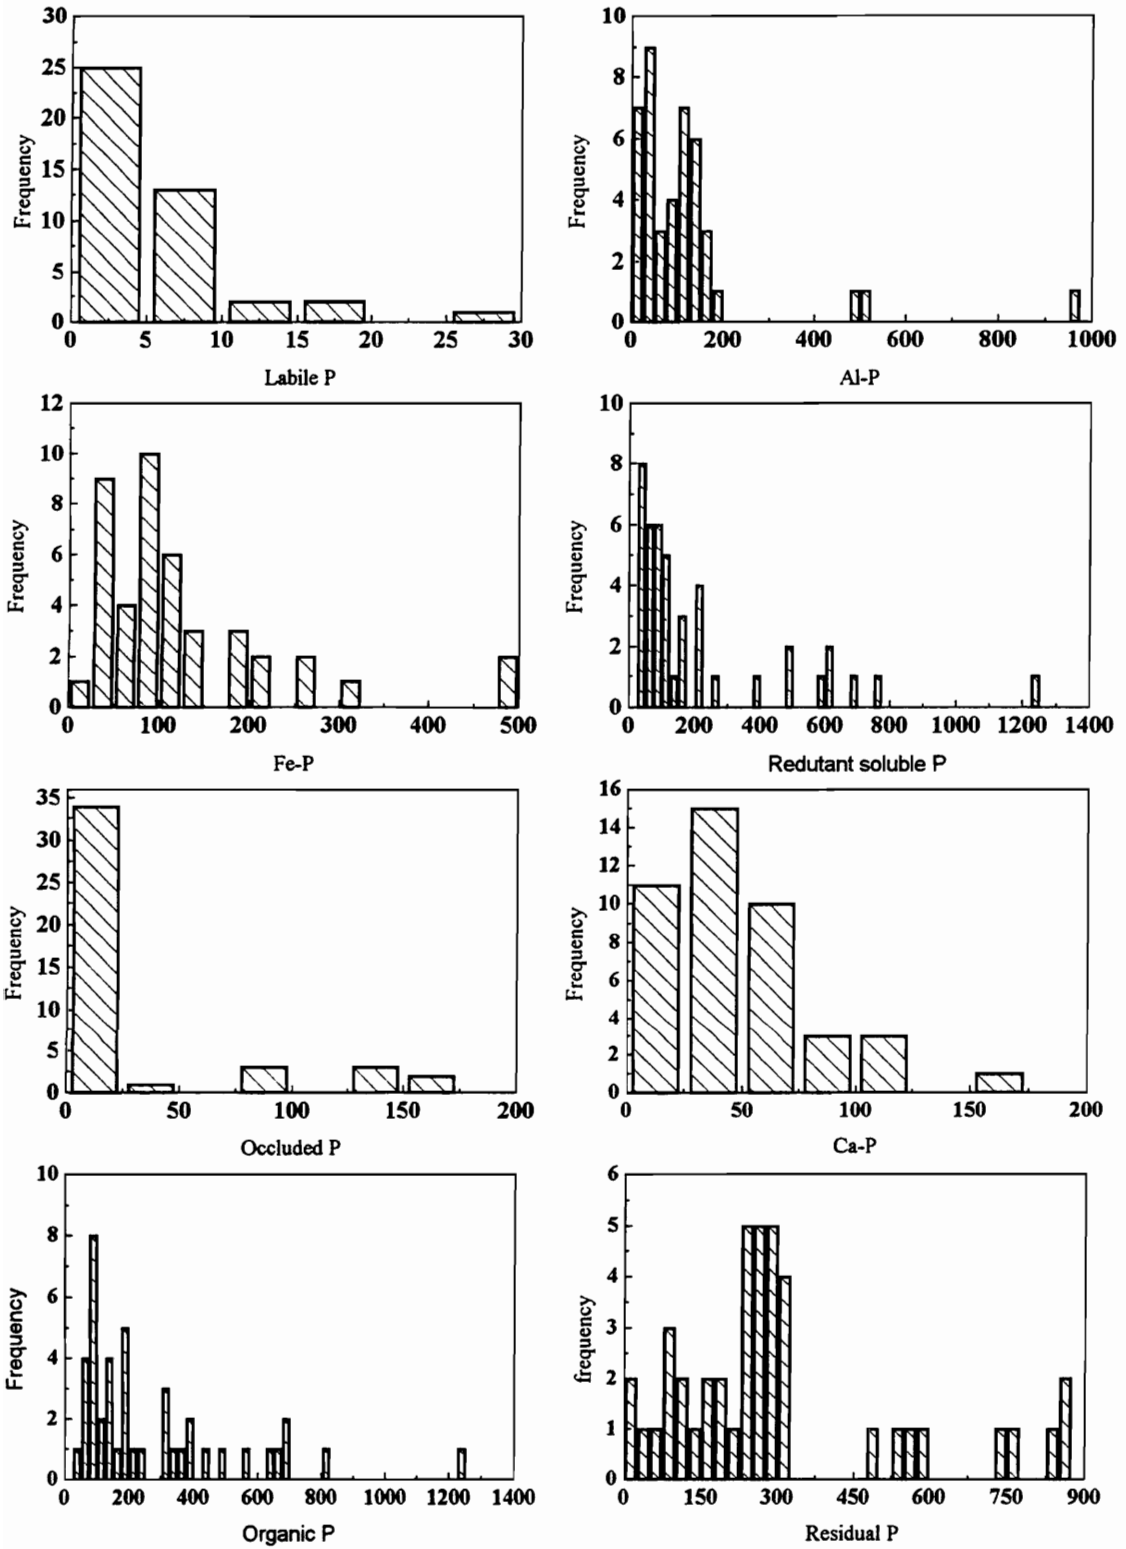 30
25
20
15
10
5
0
Frequency
0 5 10 15 20 25 30
Labile P
10
8
6
4
2
0
Frequency
0 200 400 600 800 1000
Al-P
12
10
8
6
4
2
0
Frequency
0 100 200 300 400 500
Fe-P
10
8
6
4
2
0
Frequency
0 200 400 600 800 1000 1200 1400
Redutant soluble P
35
30
25
20
15
10
5
0
Frequency
0 50 100 150 200
Occluded P
16
14
12
10
8
6
4
2
0
Frequency
0 50 100 150 200
Ca-P
10
8
6
4
2
0
Frequency
0 200 400 600 800 1000 1200 1400
Organic P
6
5
4
3
2
1
0
frequency
0 150 300 450 600 750 900
Residual P